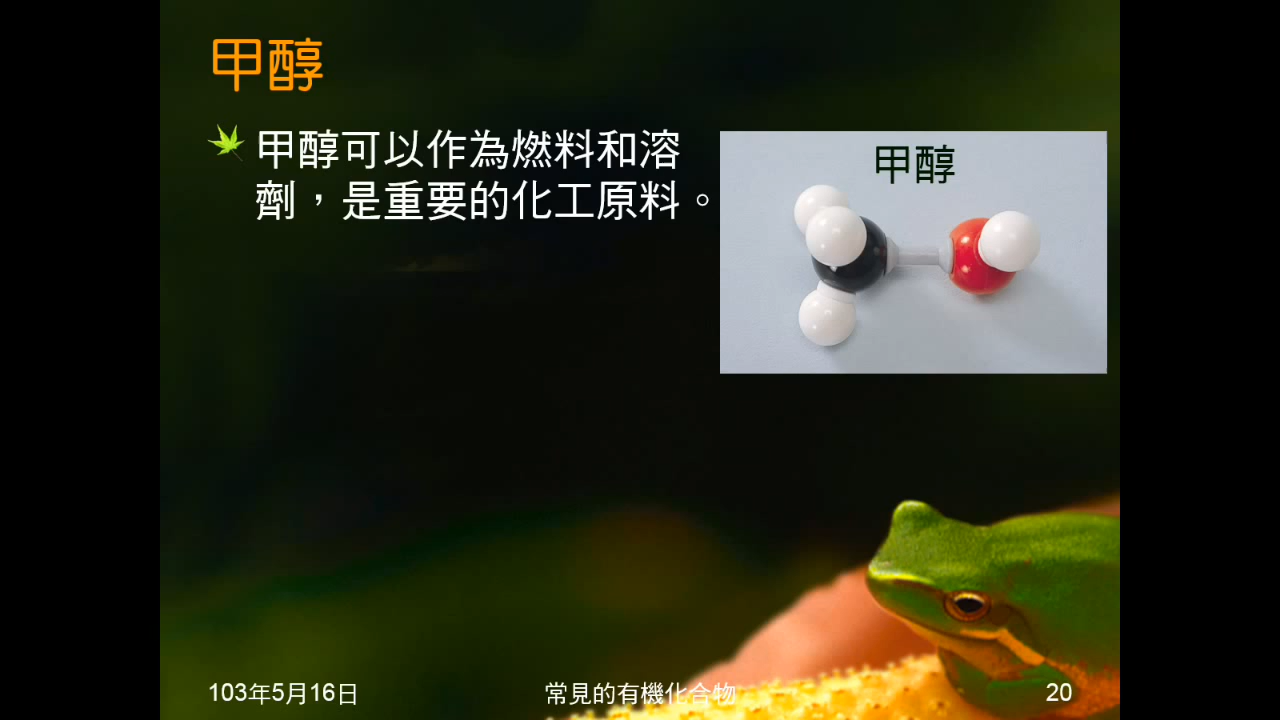 甲醇
甲醇可以作為燃料和溶
劑，是重要的化工原料。
甲醇
103年5月16日
常見的有機化合物
20